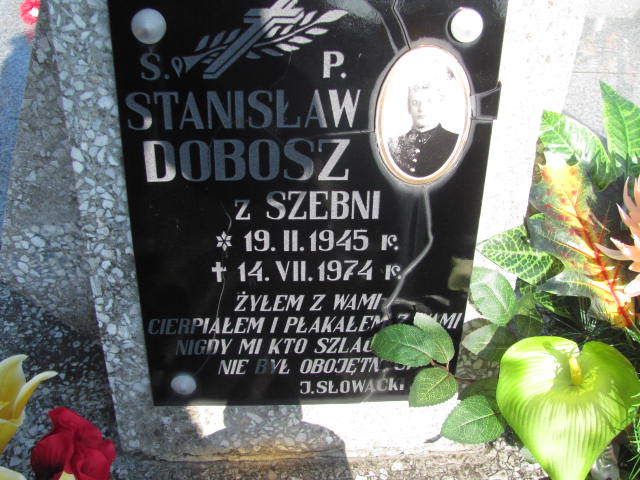 Ś. P.
STANISŁAW
DOBOSZ
z SZEBNI
* 19. II. 1945 r.
✝ 14. VII. 1974 r.
ŻYŁEM Z WAMI
CIERPIAŁEM I PŁAKAŁEM Z WAMI
NIGDY MI KTO
NIE BYŁ
J. SŁOWACKI